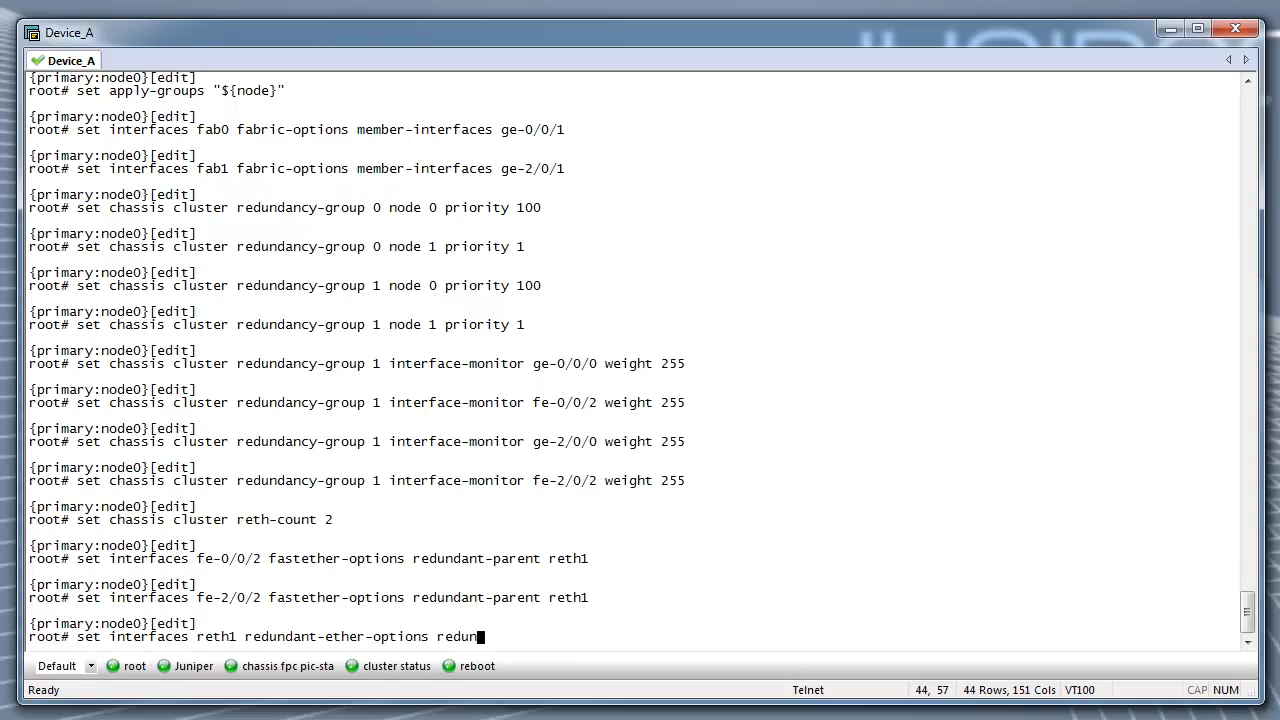 Device_A
Device_A
{primary:node0}[edit]
root# set apply-groups "${node}"
{primary:node0}[edit]
root# set interfaces fab0 fabric-options member-interfaces ge-0/0/1
{primary:node0}[edit]
root# set interfaces fab1 fabric-options member-interfaces ge-2/0/1
{primary:node0}[edit]
root# set chassis cluster redundancy-group 0 node 0 priority 100
{primary:node0}[edit]
root# set chassis cluster redundancy-group 0 node 1 priority 1
{primary:node0}[edit]
root# set chassis cluster redundancy-group 1 node 0 priority 100
{primary:node0}[edit]
root# set chassis cluster redundancy-group 1 node 1 priority 1
{primary:node0}[edit]
root# set chassis cluster redundancy-group 1 interface-monitor ge-0/0/0 weight 255
{primary:node0}[edit]
root# set chassis cluster redundancy-group 1 interface-monitor fe-0/0/2 weight 255
{primary:node0}[edit]
root# set chassis cluster redundancy-group 1 interface-monitor ge-2/0/0 weight 255
{primary:node0}[edit]
root# set chassis cluster redundancy-group 1 interface-monitor fe-2/0/2 weight 255
{primary:node0}[edit]
root# set chassis cluster reth-count 2
{primary:node0}[edit]
root# set interfaces fe-0/0/2 fastether-options redundant-parent reth1
{primary:node0}[edit]
root# set interfaces fe-2/0/2 fastether-options redundant-parent reth1
{primary:node0}[edit]
root# set interfaces reth1 redundant-ether-options redun
Default root Juniper chassis fpc pic-sta cluster status reboot
Ready Telnet 44, 57 44 Rows, 151 Cols VT100 CAP NUM